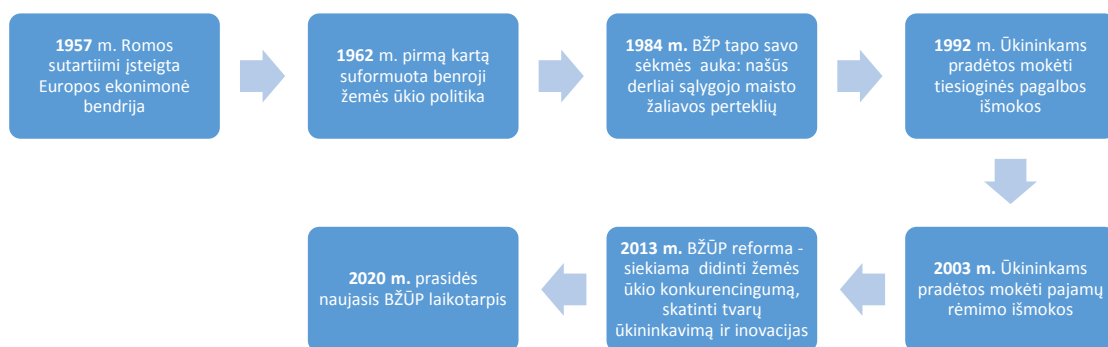 1957 m. Romos
sutartiimi įsteigta
Europos ekonimonė
bendrija
1962 m. pirmą kartą
suformuota benroji
žemės ūkio politika
1984 m. BŽP tapo savo
sėkmės auka: našūs
derliai sąlygojo maisto
žaliavos perteklių
1992 m. Ūkininkams
pradėtos mokėti
tiesioginės pagalbos
išmokos
2003 m. Ūkininkams
pradėtos mokėti pajamų
rėmimo išmokos
2013 m. BŽŪP reforma -
siekiama didinti žemės
ūkio konkurencingumą,
skatinti tvarų
ūkininkavimą ir inovacijas
2020 m. prasidės
naujasis BŽŪP laikotarpis